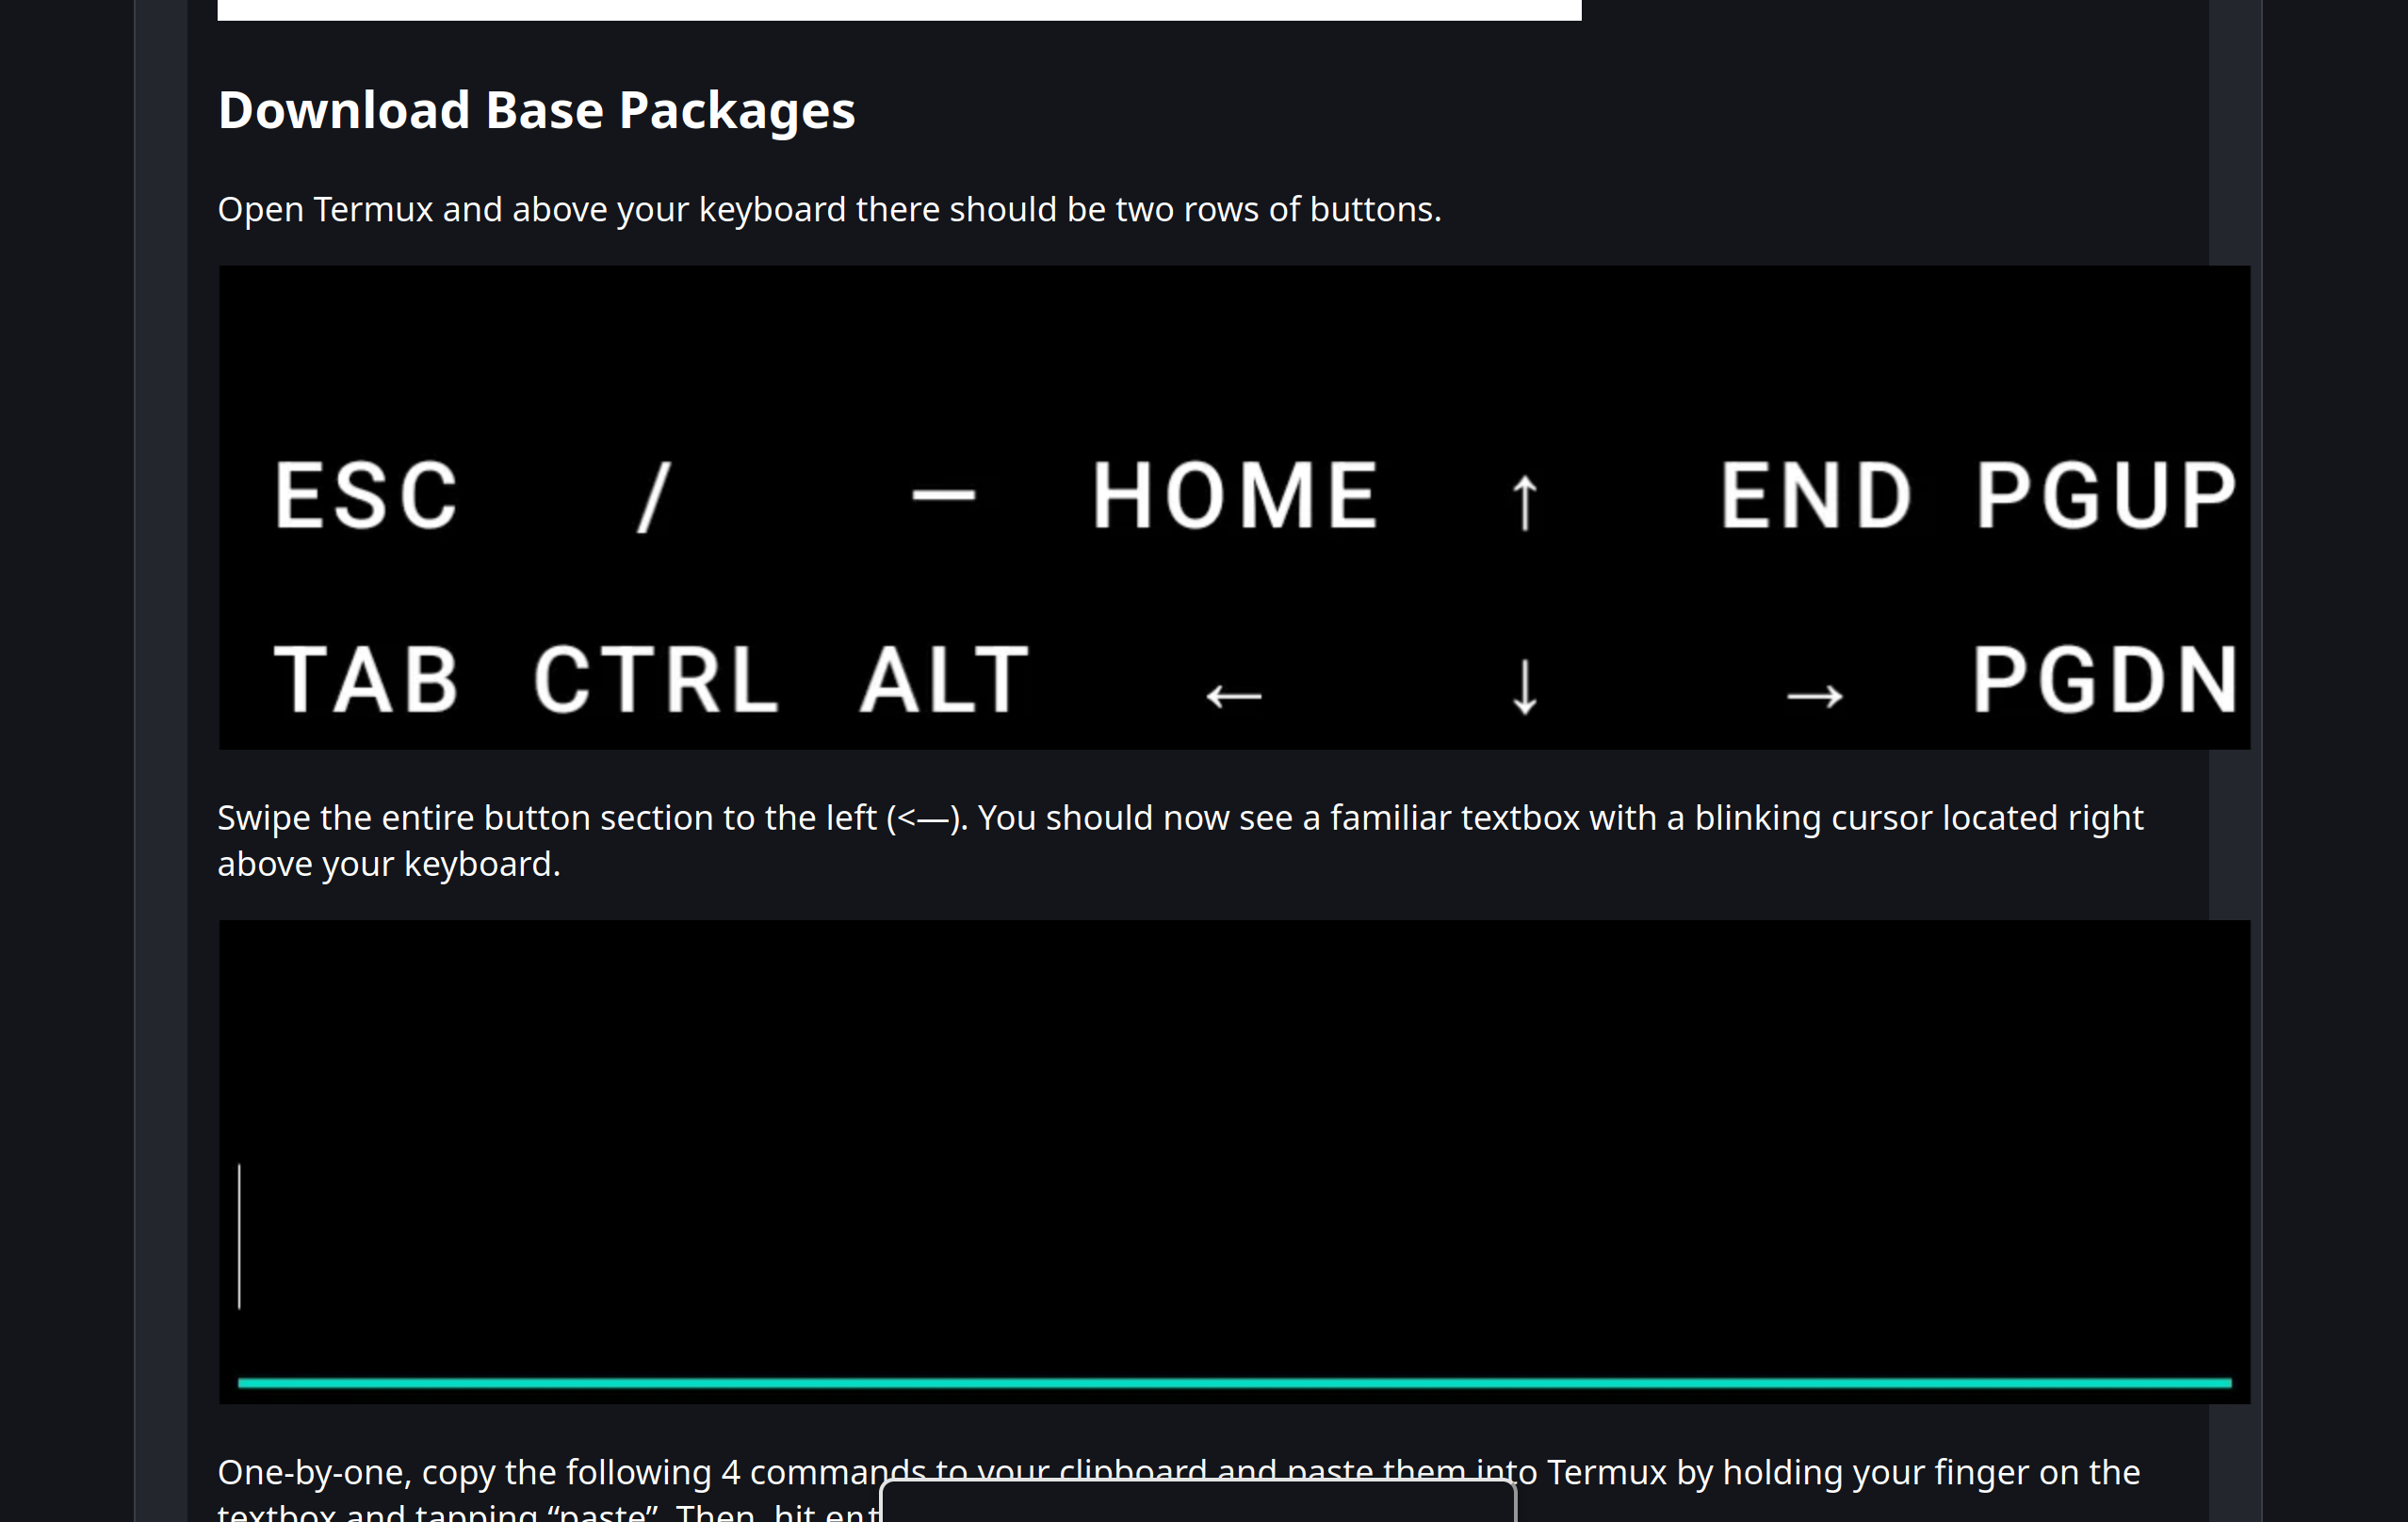 Download Base Packages
Open Termux and above your keyboard there should be two rows of buttons.
ESC / — HOME ↑ END PGUP
TAB CTRL ALT ← ↓ → PGDN
Swipe the entire button section to the left (<—). You should now see a familiar textbox with a blinking cursor located right
above your keyboard.
One-by-one, copy the following 4 commands to your clipboard and paste them into Termux by holding your finger on the
textbox and tapping “paste”. Then, hit